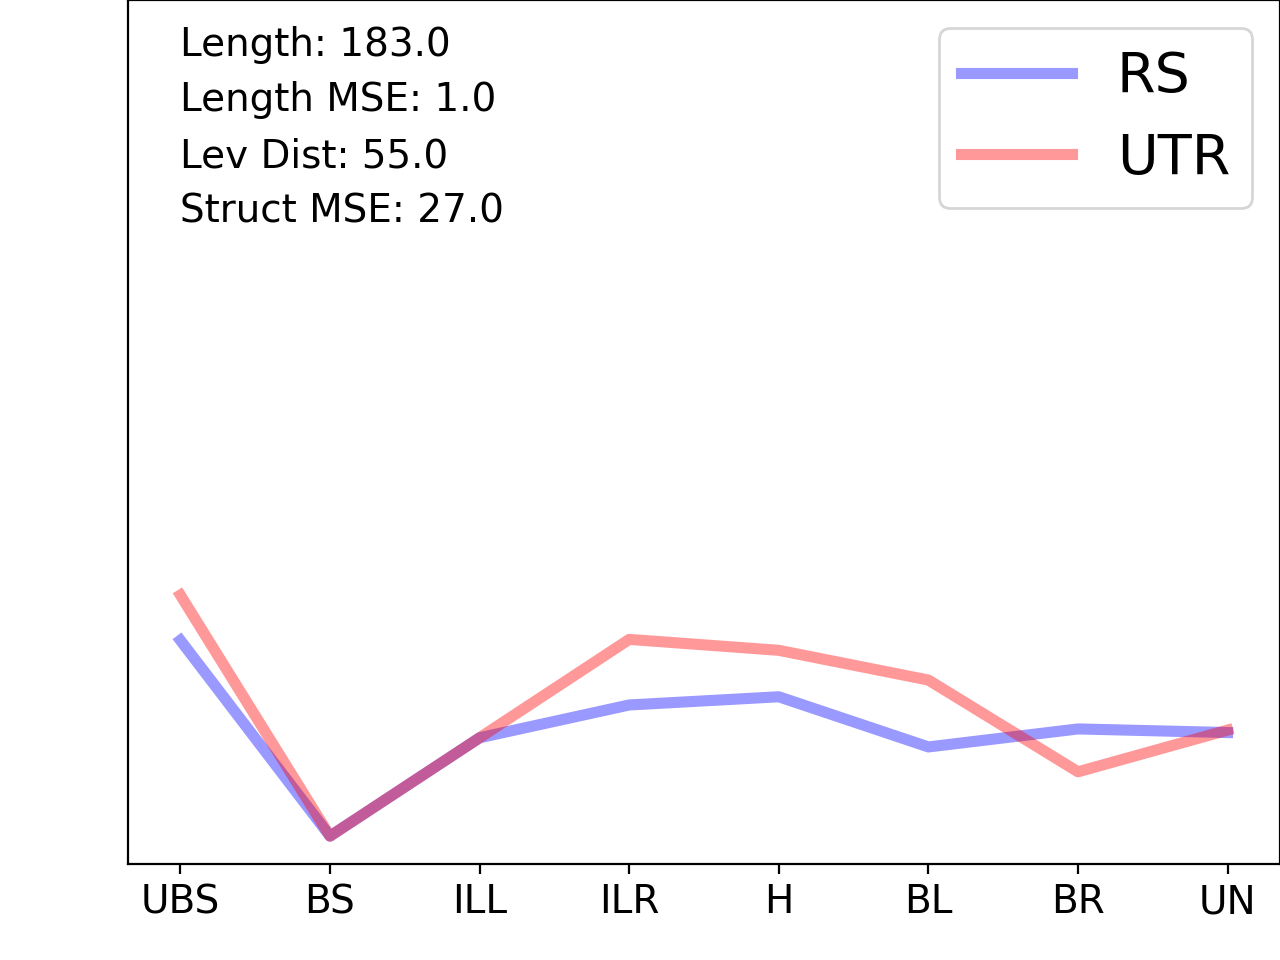 Length: 183.0
Length MSE: 1.0
Lev Dist: 55.0
Struct MSE: 27.0
RS
UTR
UBS BS ILL ILR H BL BR UN